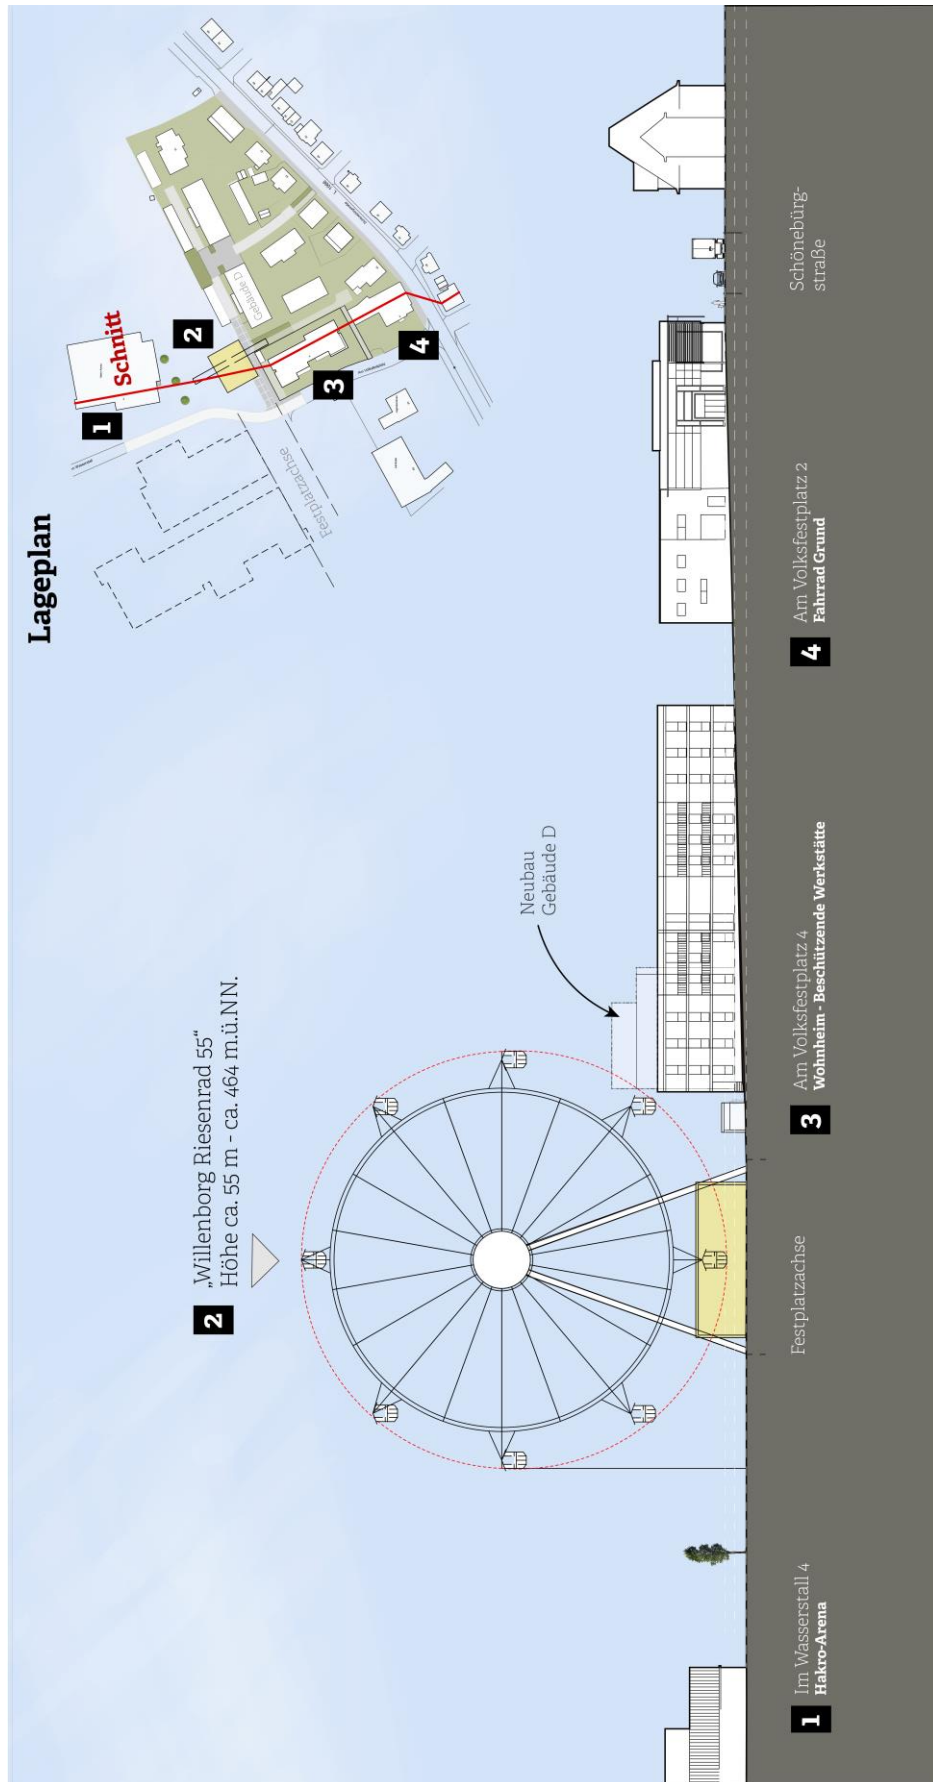 Lageplan
1
Schnitt
2
Gebäude D
3
4
Festplatzachse
2
„Willenborg Riesenrad 55“
Höhe ca. 55 m - ca. 464 m.ü.NN.
Neubau
Gebäude D
1
Im Wasserstall 4
Hakro-Arena
Festplatzachse
3
Am Volksfestplatz 4
Wohnheim - Beschützende Werkstätte
4
Am Volksfestplatz 2
Fahrrad Grund
Schönebürg-
straße